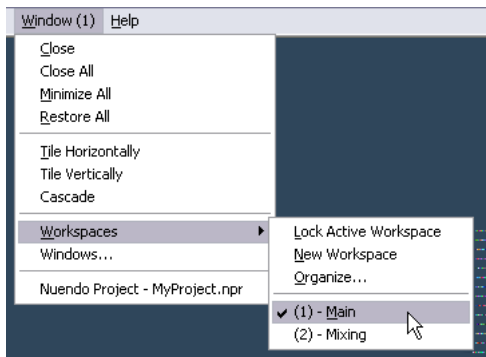 Window (1) Help
Close
Close All
Minimize All
Restore All
Tile Horizontally
Tile Vertically
Cascade
Workspaces
Windows...
Nuendo Project - MyProject.npr
Lock Active Workspace
New Workspace
Organize...
(1) - Main
(2) - Mixing